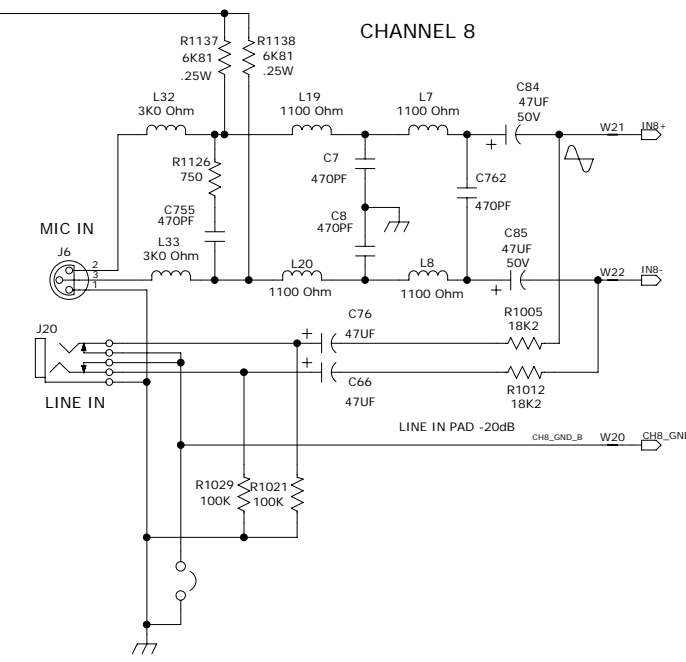 CHANNEL 8
R1137
6K81
.25W
R1138
6K81
.25W
L32
3K0 Ohm
L19
1100 Ohm
L7
1100 Ohm
C84
47UF
50V
W21
IN8+
R1126
750
C7
470PF
C762
470PF
C755
470PF
C8
470PF
MIC IN
J6
2
3
1
L33
3K0 Ohm
L20
1100 Ohm
L8
1100 Ohm
C85
47UF
50V
W22
IN8-
+
+
C76
47UF
R1005
18K2
J20
+
+
C66
47UF
R1012
18K2
LINE IN
LINE IN PAD -20dB
CH8_GND_B
W20
CH8_GN
R1029
100K
R1021
100K